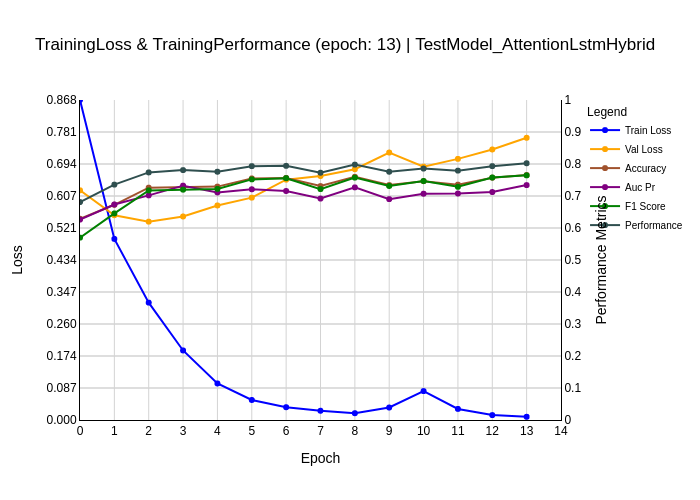 TrainingLoss & TrainingPerformance (epoch: 13) | TestModel_AttentionLstmHybrid
0.868
0.781
0.694
0.607
0.521
0.434
0.347
0.260
0.174
0.087
0.000
Loss
0 1 2 3 4 5 6 7 8 9 10 11 12 13 14
Epoch
1
0.9
0.8
0.7
0.6
0.5
0.4
0.3
0.2
0.1
0
Performance Metrics
Legend
Train Loss
Val Loss
Accuracy
Auc Pr
F1 Score
Performance